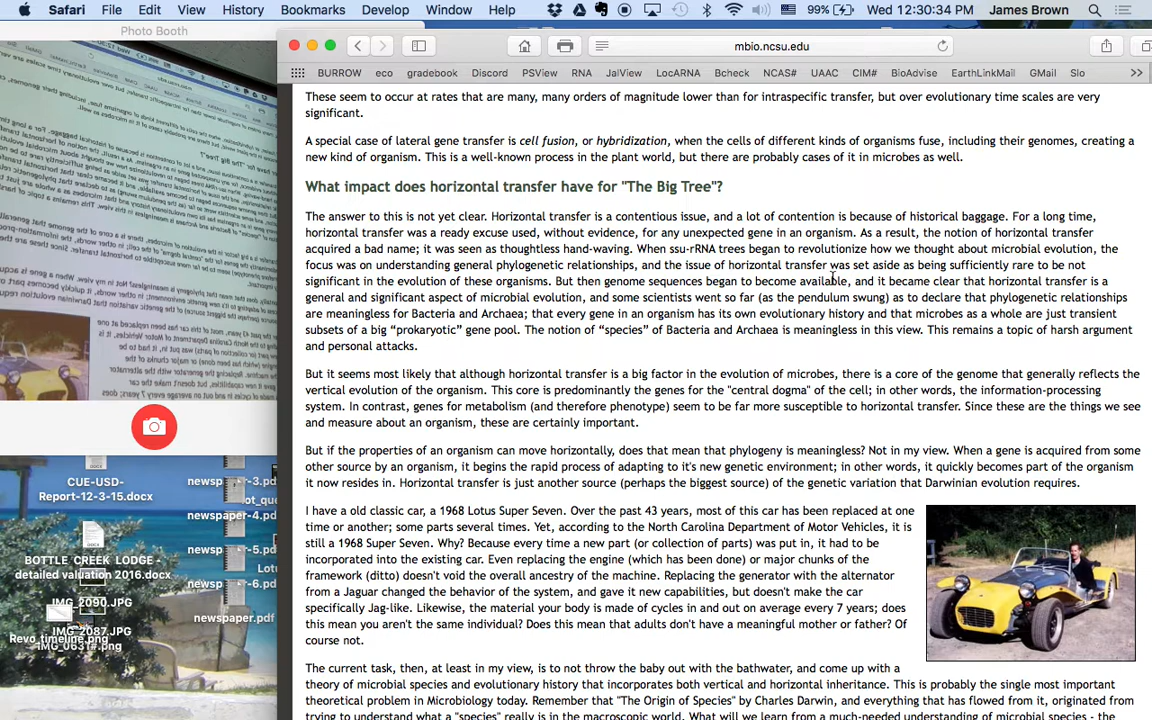 Safari File Edit View History Bookmarks Develop Window Help 99% Wed 12:30:34 PM James Brown
Photo Booth
mbio.ncsu.edu
BURROW eco gradebook Discord PSView RNA JalView LocARNA Bcheck NCAS# UAAC CIM# BioAdvise EarthLinkMail GMail Slo >>
These seem to occur at rates that are many, many orders of magnitude lower than for intraspecific transfer, but over evolutionary time scales are very
significant.
A special case of lateral gene transfer is cell fusion, or hybridization, when the cells of different kinds of organisms fuse, including their genomes, creating a
new kind of organism. This is a well-known process in the plant world, but there are probably cases of it in microbes as well.
What impact does horizontal transfer have for "The Big Tree"?
The answer to this is not yet clear. Horizontal transfer is a contentious issue, and a lot of contention is because of historical baggage. For a long time,
horizontal transfer was a ready excuse used, without evidence, for any unexpected gene in an organism. As a result, the notion of horizontal transfer
acquired a bad name; it was seen as thoughtless hand-waving. When ssu-rRNA trees began to revolutionize how we thought about microbial evolution, the
focus was on understanding general phylogenetic relationships, and the issue of horizontal transfer was set aside as being sufficiently rare to be not
significant in the evolution of these organisms. But then genome sequences began to become available, and it became clear that horizontal transfer is a
general and significant aspect of microbial evolution, and some scientists went so far (as the pendulum swung) as to declare that phylogenetic relationships
are meaningless for Bacteria and Archaea; that every gene in an organism has its own evolutionary history and that microbes as a whole are just transient
subsets of a big “prokaryotic” gene pool. The notion of “species” of Bacteria and Archaea is meaningless in this view. This remains a topic of harsh argument
and personal attacks.
But it seems most likely that although horizontal transfer is a big factor in the evolution of microbes, there is a core of the genome that generally reflects the
vertical evolution of the organism. This core is predominantly the genes for the "central dogma" of the cell; in other words, the information-processing
system. In contrast, genes for metabolism (and therefore phenotype) seem to be far more susceptible to horizontal transfer. Since these are the things we see
and measure about an organism, these are certainly important.
But if the properties of an organism can move horizontally, does that mean that phylogeny is meaningless? Not in my view. When a gene is acquired from some
other source by an organism, it begins the rapid process of adapting to it's new genetic environment; in other words, it quickly becomes part of the organism
it now resides in. Horizontal transfer is just another source (perhaps the biggest source) of the genetic variation that Darwinian evolution requires.
I have a old classic car, a 1968 Lotus Super Seven. Over the past 43 years, most of this car has been replaced at one
time or another; some parts several times. Yet, according to the North Carolina Department of Motor Vehicles, it is
still a 1968 Super Seven. Why? Because every time a new part (or collection of parts) was put in, it had to be
incorporated into the existing car. Even replacing the engine (which has been done) or major chunks of the
framework (ditto) doesn't void the overall ancestry of the machine. Replacing the generator with the alternator
from a Jaguar changed the behavior of the system, and gave it new capabilities, but doesn't make the car
specifically Jag-like. Likewise, the material your body is made of cycles in and out on average every 7 years; does
this mean you aren't the same individual? Does this mean that adults don't have a meaningful mother or father? Of
course not.
The current task, then, at least in my view, is to not throw the baby out with the bathwater, and come up with a
theory of microbial species and evolutionary history that incorporates both vertical and horizontal inheritance. This is probably the single most important
theoretical problem in Microbiology today. Remember that "The Origin of Species" by Charles Darwin, and everything that has flowed from it, originated from
trying to understand what a "species" really is in the macroscopic world. What will we learn from a much-needed understanding of microbial species - the
CUE-USD-
Report-12-3-15.docx
BOTTLE CREEK LODGE -
detailed valuation 2016.docx
IMG_2090.JPG
IMG_2087.JPG
Revo_timeline.png
newsp
-3.pdf
ot_que
newspaper-4.pdf
newsp
-5.pdf
Lot
newsp
-6.pdf
newspaper.pdf